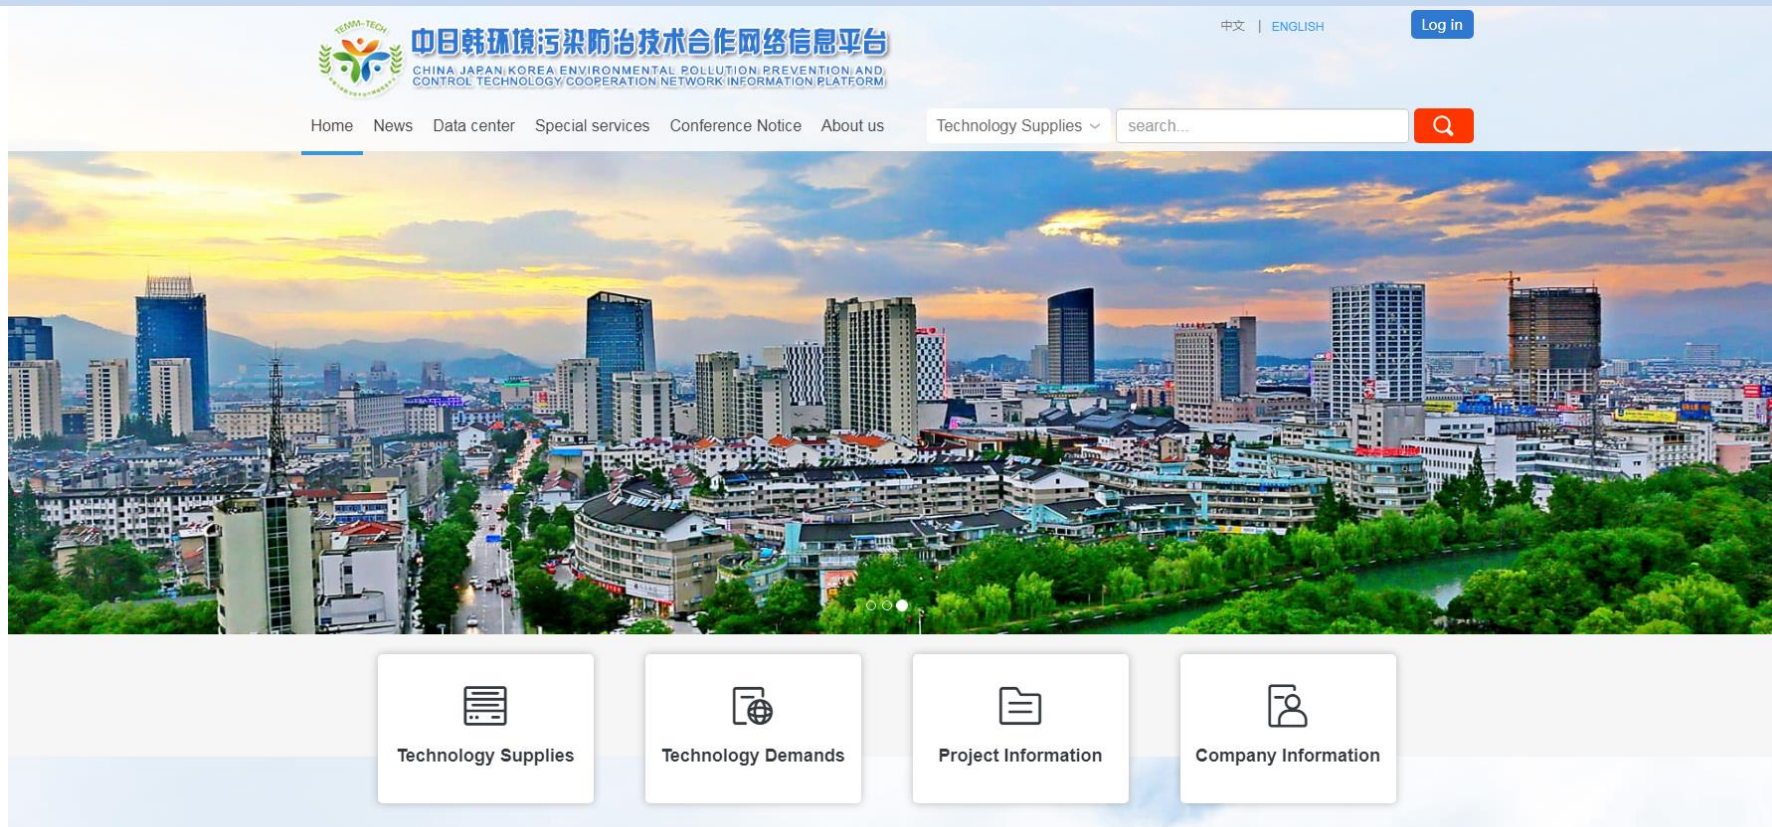 TEMM-TECH
中日韩环境污染防治技术合作网络信息平台
CHINA JAPAN KOREA ENVIRONMENTAL POLLUTION PREVENTION AND
CONTROL TECHNOLOGY COOPERATION NETWORK INFORMATION PLATFORM
中文 | ENGLISH
Log in
Home News Data center Special services Conference Notice About us
Technology Supplies
search...
Technology Supplies
Technology Demands
Project Information
Company Information